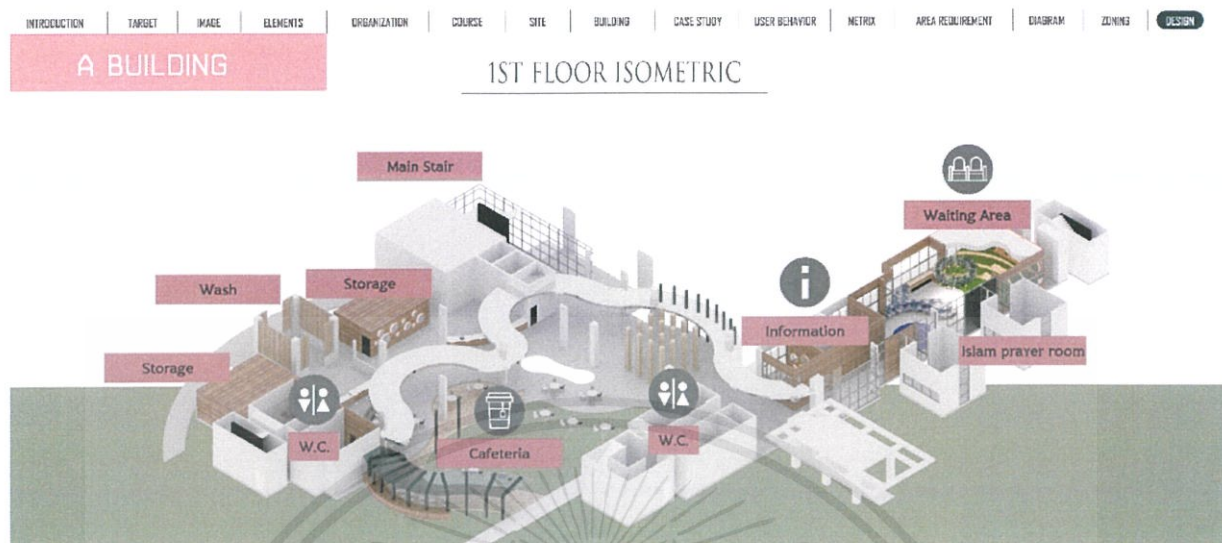 INTRODUCTION TARGET IMAGE ELEMENTS ORGANIZATION COURSE SITE BUILDING CASE STUDY USER BEHAVIOR METRIX AREA REQUIREMENT DIAGRAM ZONING DESIGN
A BUILDING
1ST FLOOR ISOMETRIC
Main Stair
Waiting Area
Wash
Storage
Information
Islam prayer room
Storage
W.C.
Cafeteria
W.C.